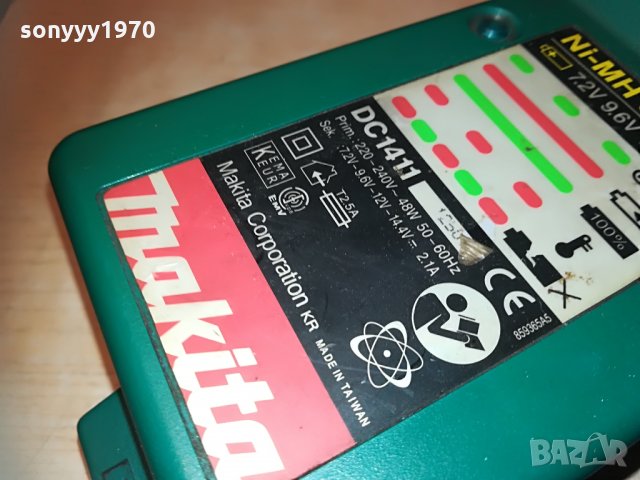 sonyyy1970
Ni-MH
7.2V 9.6V
100%
DC1411
Prim.: 220-240V~48W 50-60Hz
Sek.: 7.2V-9.6V-12V-14.4V⎓ 2.1A
KEMA
KEUR
EMV
T2.5A
Makita Corporation KR MADE IN TAIWAN
CE
859365A5
makita
BAZAR